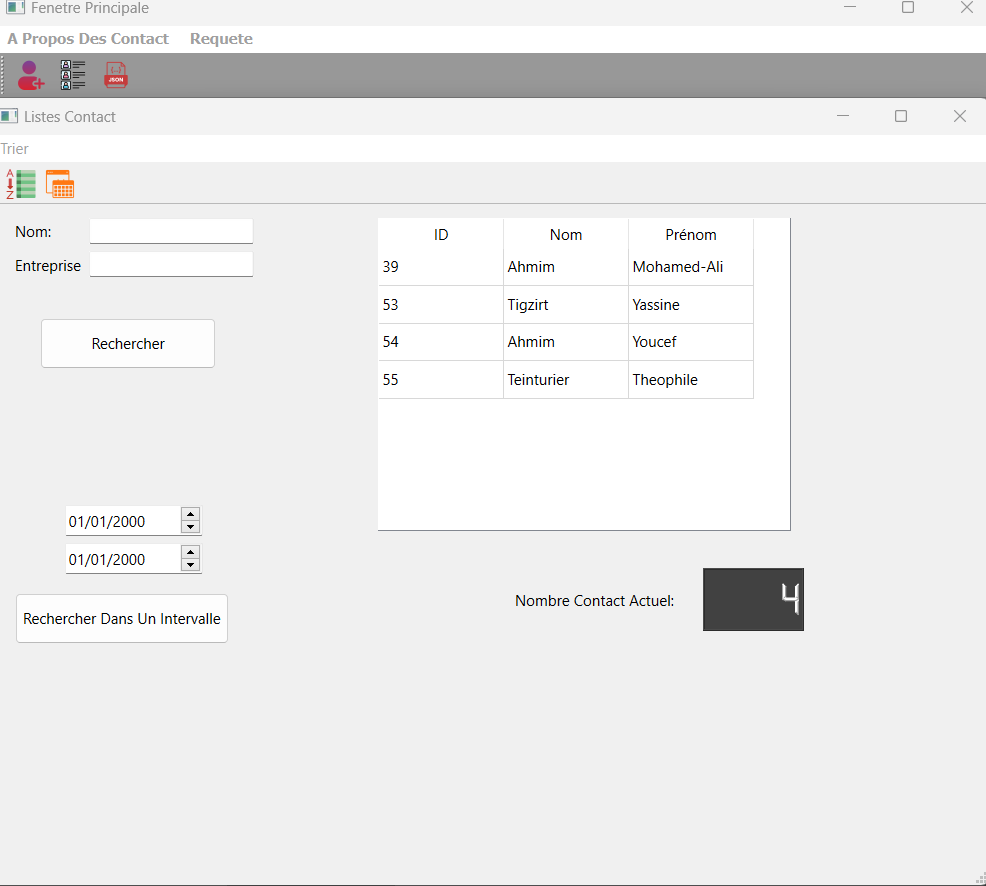 Fenetre Principale
A Propos Des Contact Requete
JSON
Listes Contact
Trier
A
Z
Nom:
Entreprise
Rechercher
ID Nom Prénom
39 Ahmim Mohamed-Ali
53 Tigzirt Yassine
54 Ahmim Youcef
55 Teinturier Theophile
01/01/2000
01/01/2000
Rechercher Dans Un Intervalle
Nombre Contact Actuel: 4